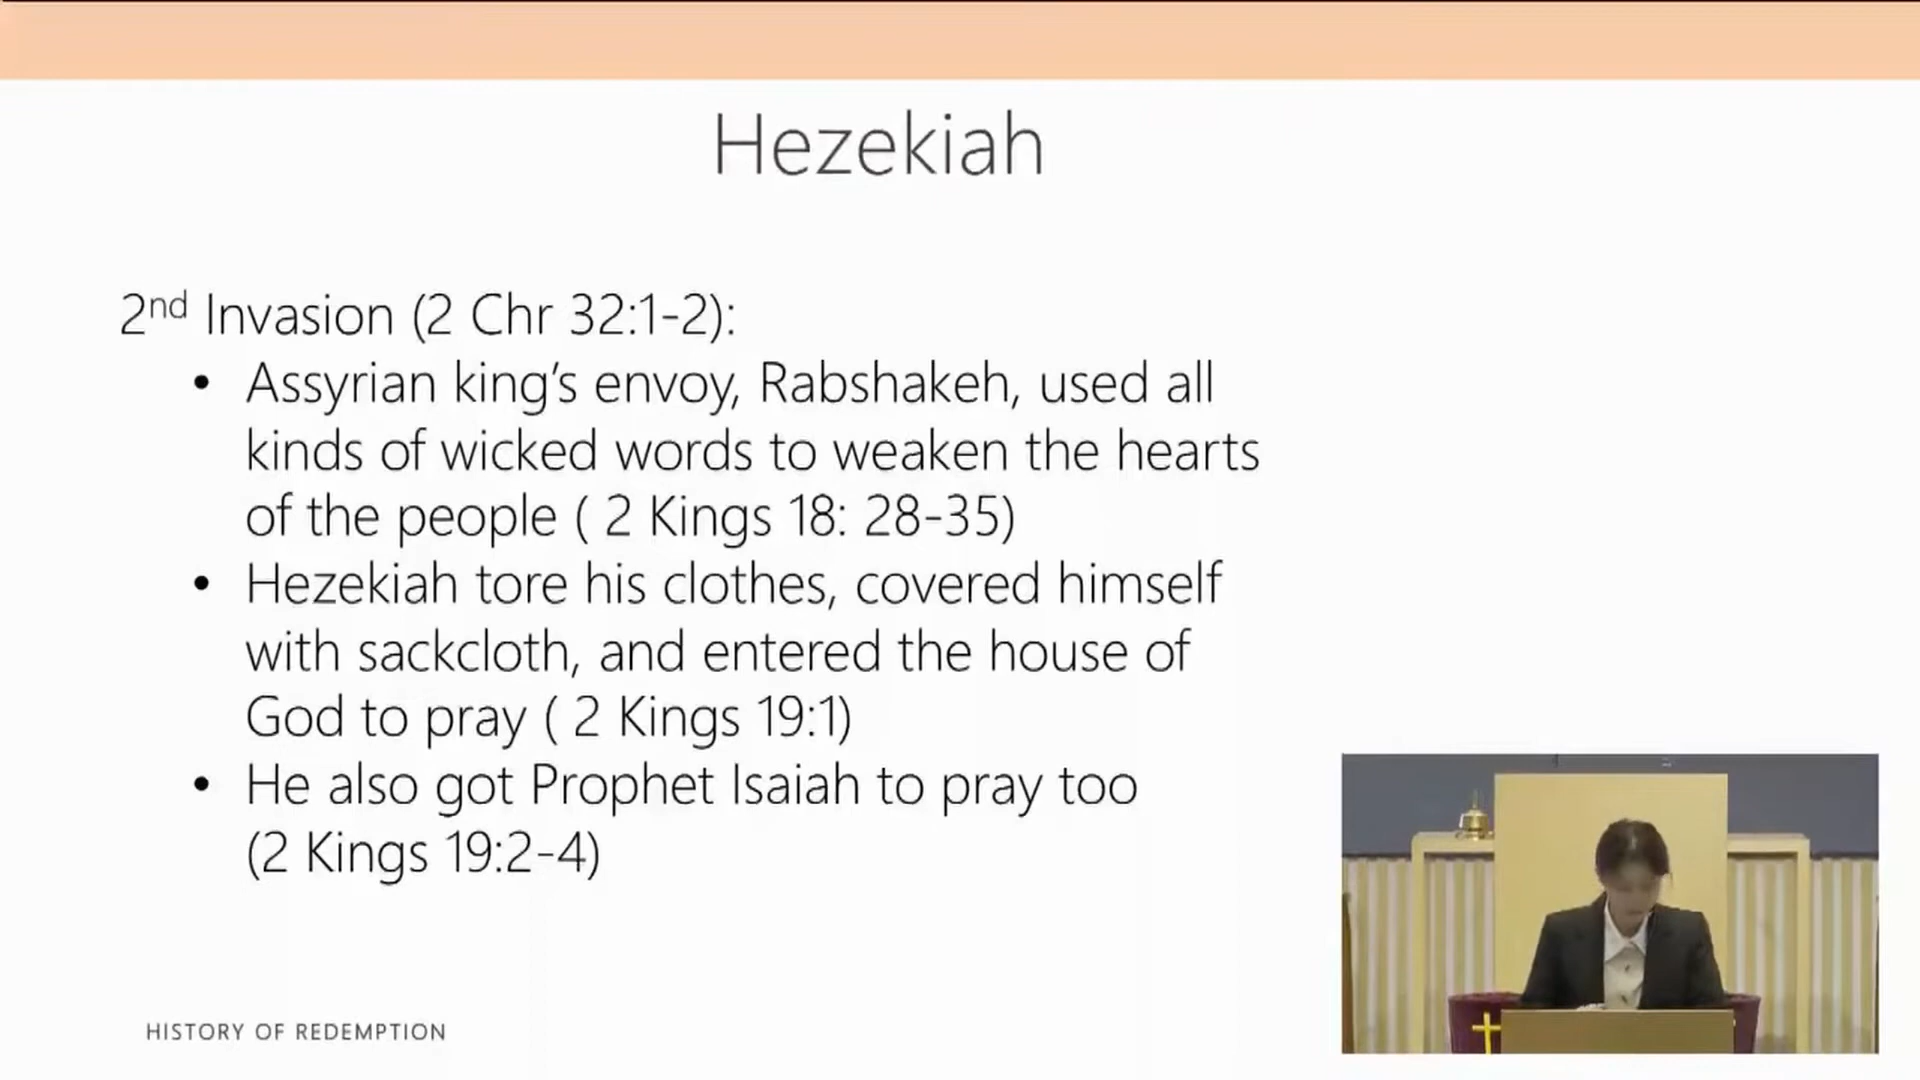 Hezekiah
2nd Invasion (2 Chr 32:1-2):
• Assyrian king's envoy, Rabshakeh, used all
kinds of wicked words to weaken the hearts
of the people ( 2 Kings 18: 28-35)
• Hezekiah tore his clothes, covered himself
with sackcloth, and entered the house of
God to pray ( 2 Kings 19:1)
• He also got Prophet Isaiah to pray too
(2 Kings 19:2-4)
HISTORY OF REDEMPTION